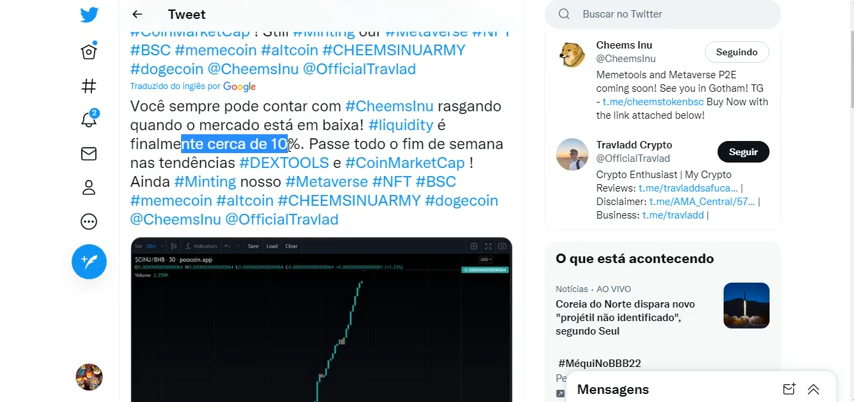 Tweet
#CoinMarketCap ! Still #Minting our #Metaverse #NFT
#BSC #memecoin #altcoin #CHEEMSINUARMY
#dogecoin @CheemsInu @OfficialTravlad
Traduzido do inglês por Google
Você sempre pode contar com #CheemsInu rasgando
quando o mercado está em baixa! #liquidity é
finalmente cerca de 10%. Passe todo o fim de semana
nas tendências #DEXTOOLS e #CoinMarketCap !
Ainda #Minting nosso #Metaverse #NFT #BSC
#memecoin #altcoin #CHEEMSINUARMY #dogecoin
@CheemsInu @OfficialTravlad
Indicators Save Load Clear
$CINU/BNB · 30 · poocoin.app
2
Buscar no Twitter
Cheems Inu
@CheemsInu
Seguindo
Memetools and Metaverse P2E
coming soon! See you in Gotham! TG
- t.me/cheemstokenbsc Buy Now with
the link attached below!
Travladd Crypto
@OfficialTravlad
Seguir
Crypto Enthusiast | My Crypto
Reviews: t.me/travladdsafuca... |
Disclaimer: t.me/AMA_Central/57... |
Business: t.me/travladd |
O que está acontecendo
Notícias · AO VIVO
Coreia do Norte dispara novo
"projétil não identificado",
segundo Seul
#MéquiNoBBB22
Mensagens